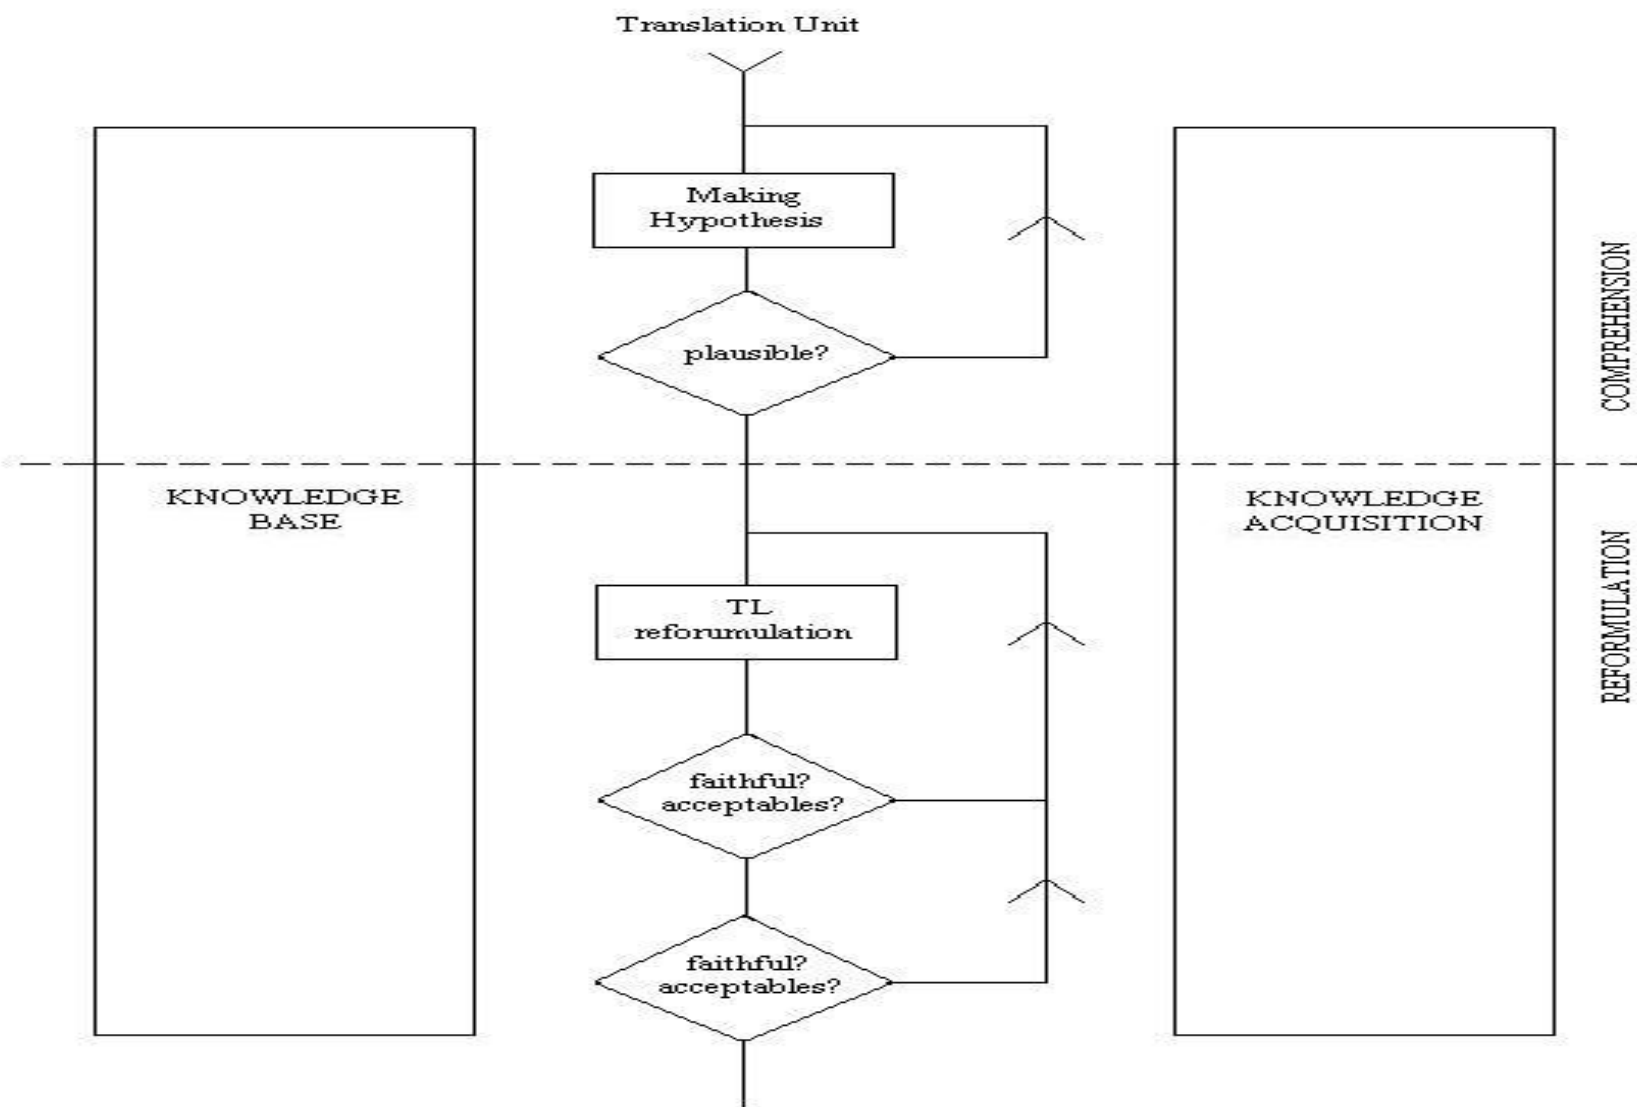 Translation Unit
Making
Hypothesis
plausible?
COMPREHENSION
KNOWLEDGE
BASE
KNOWLEDGE
ACQUISITION
REFORMULATION
TL
reforumulation
faithful?
acceptables?
faithful?
acceptables?